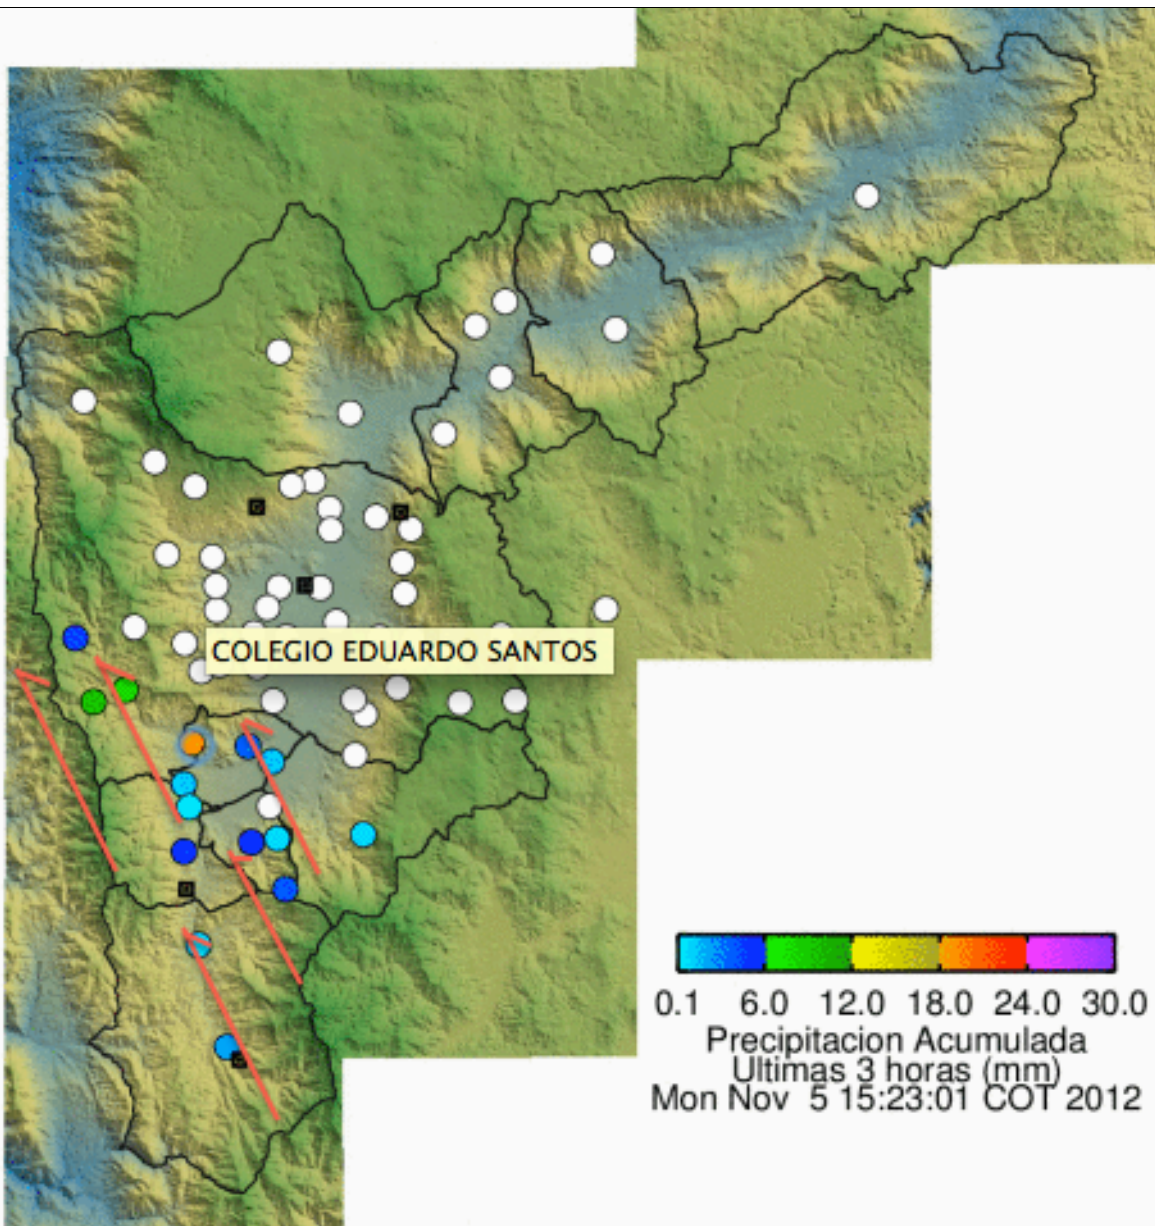 COLEGIO EDUARDO SANTOS
0.1 6.0 12.0 18.0 24.0 30.0
Precipitacion Acumulada
Ultimas 3 horas (mm)
Mon Nov 5 15:23:01 COT 2012